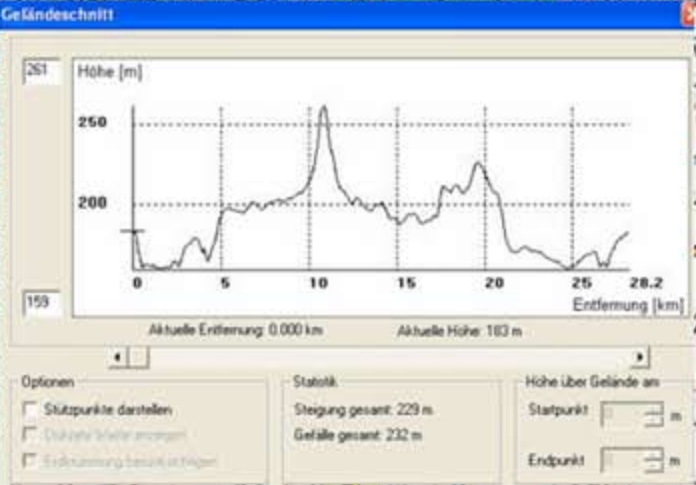 Geländeschnitt
261
Höhe [m]
250
200
159
0 5 10 15 20 25 28.2
Entfernung [km]
Aktuelle Entfernung: 0.000 km Aktuelle Höhe: 183 m
Optionen
Stützpunkte darstellen
Statistik
Steigung gesamt: 229 m
Gefälle gesamt: 232 m
Höhe über Gelände am
Startpunkt m
Endpunkt m